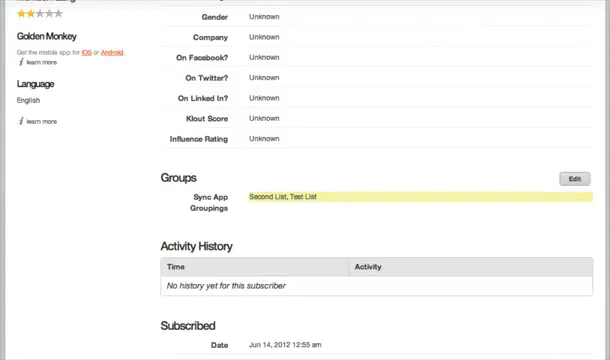 Golden Monkey
Get the mobile app for iOS or Android.
i learn more
Language
English
i learn more
Gender Unknown
Company Unknown
On Facebook? Unknown
On Twitter? Unknown
On Linked In? Unknown
Klout Score Unknown
Influence Rating Unknown
Groups Edit
Sync App Second List, Test List
Groupings
Activity History
Time Activity
No history yet for this subscriber
Subscribed
Date Jun 14, 2012 12:55 am